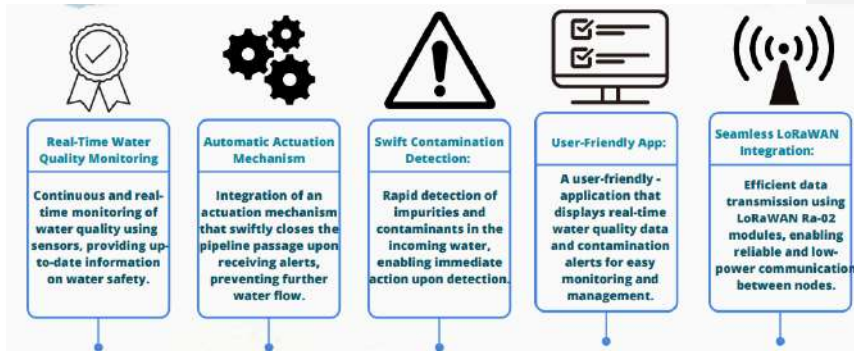 Real-Time Water
Quality Monitoring
Continuous and real-
time monitoring of
water quality using
sensors, providing up-
to-date information
on water safety.
Automatic Actuation
Mechanism
Integration of an
actuation mechanism
that swiftly closes the
pipeline passage upon
receiving alerts,
preventing further
water flow.
Swift Contamination
Detection:
Rapid detection of
impurities and
contaminants in the
incoming water,
enabling immediate
action upon detection.
User-Friendly App:
A user-friendly -
application that
displays real-time
water quality data
and contamination
alerts for easy
monitoring and
management.
Seamless LoRaWAN
Integration:
Efficient data
transmission using
LoRaWAN Ra-02
modules, enabling
reliable and low-
power communication
between nodes.